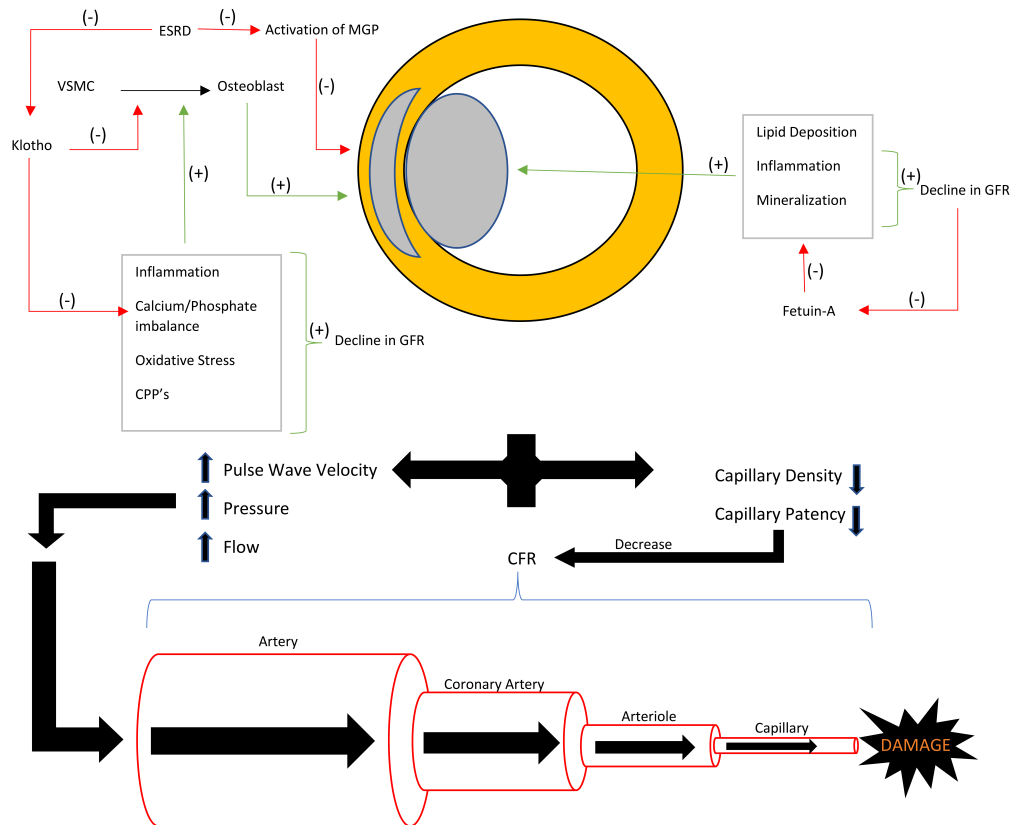 (-)
ESRD
(-)
Activation of MGP
VSMC
Osteoblast
(-)
Klotho
(-)
(+)
(+)
Lipid Deposition
Inflammation
Mineralization
(+)
(+)
Decline in GFR
(-)
Fetuin-A
(-)
Inflammation
Calcium/Phosphate
imbalance
Oxidative Stress
CPP's
(-)
(+)
Decline in GFR
Pulse Wave Velocity
Pressure
Flow
Capillary Density
Capillary Patency
Decrease
CFR
Artery
Coronary Artery
Arteriole
Capillary
DAMAGE